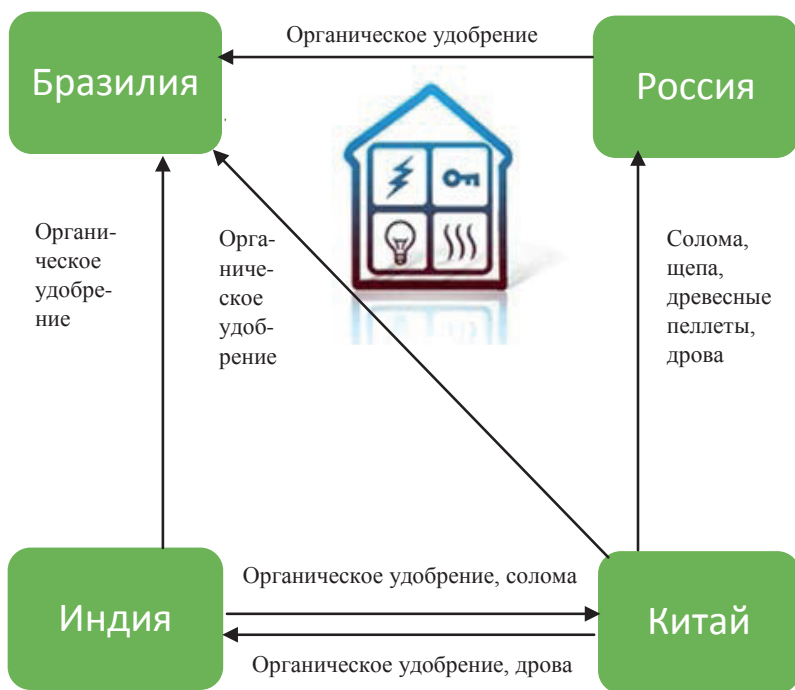 Органическое удобрение
Бразилия
Россия
Органи-
ческое
удобре-
ние
Орга-
ниче-
ское
удоб-
рение
Солома,
щепа,
древесные
пеллеты,
дрова
Органическое удобрение, солома
Индия
Китай
Органическое удобрение, дрова